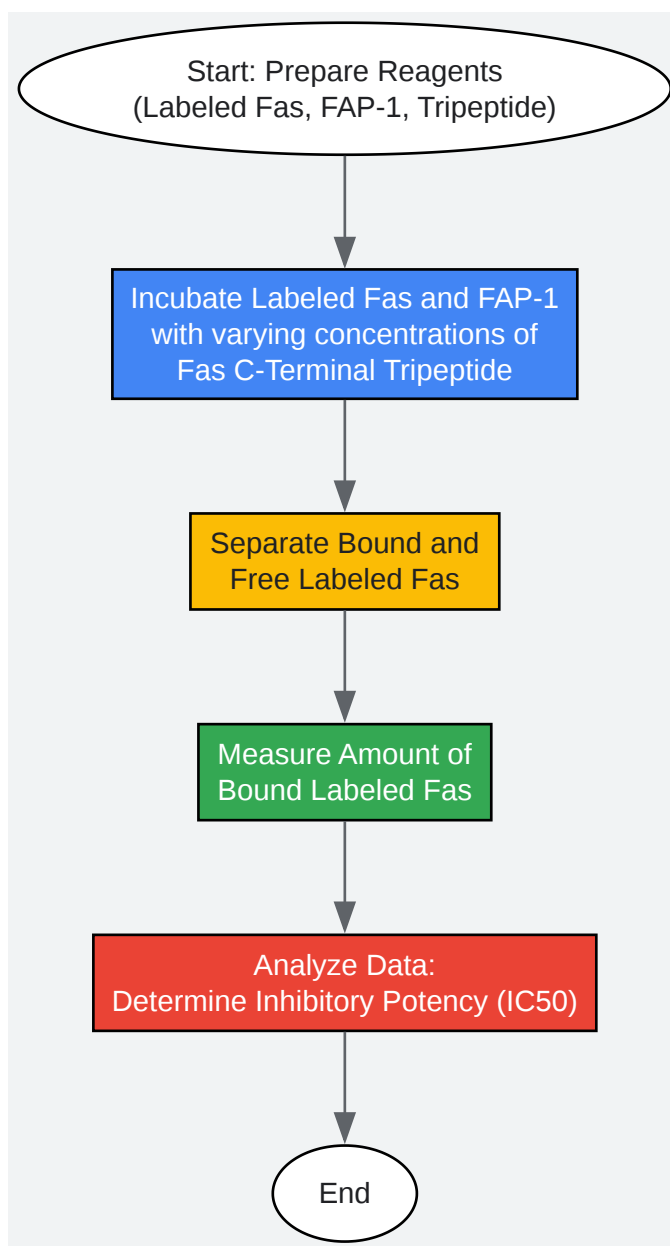 Start: Prepare Reagents
(Labeled Fas, FAP-1, Tripeptide)
Incubate Labeled Fas and FAP-1
with varying concentrations of
Fas C-Terminal Tripeptide
Separate Bound and
Free Labeled Fas
Measure Amount of
Bound Labeled Fas
Analyze Data:
Determine Inhibitory Potency (IC50)
End